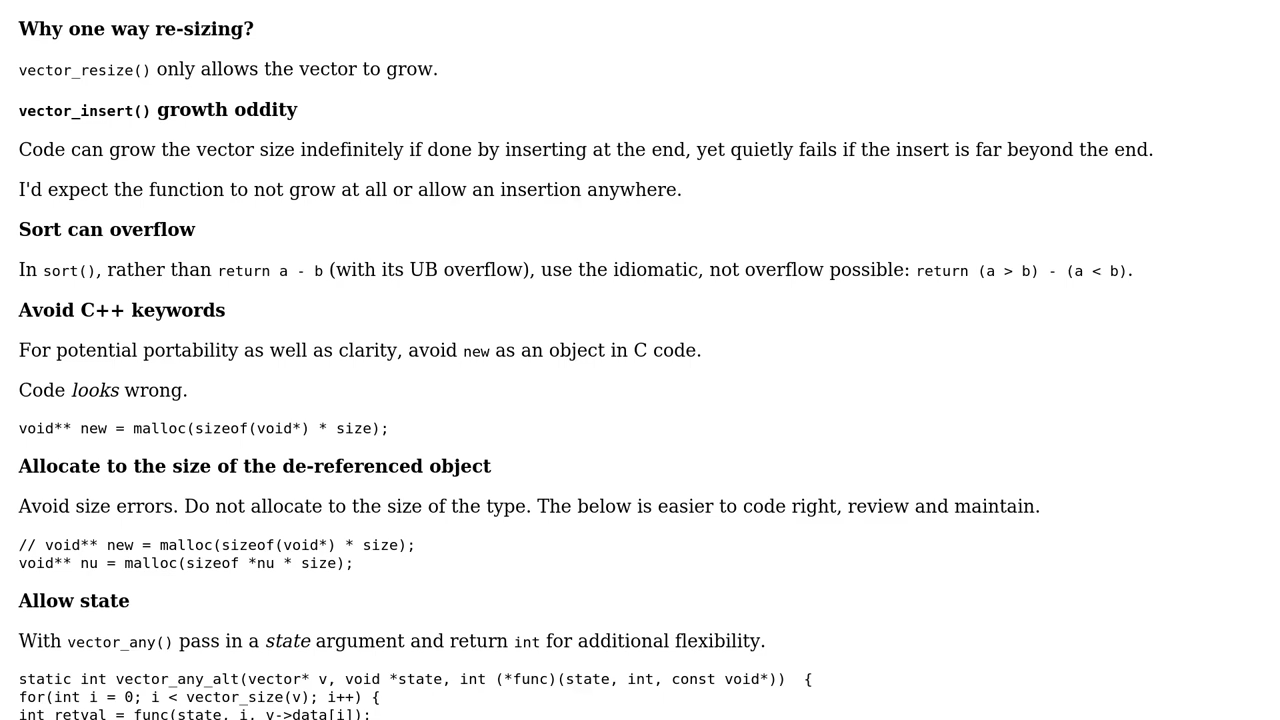 Why one way re-sizing?
vector_resize() only allows the vector to grow.
vector_insert() growth oddity
Code can grow the vector size indefinitely if done by inserting at the end, yet quietly fails if the insert is far beyond the end.
I'd expect the function to not grow at all or allow an insertion anywhere.
Sort can overflow
In sort(), rather than return a - b (with its UB overflow), use the idiomatic, not overflow possible: return (a > b) - (a < b).
Avoid C++ keywords
For potential portability as well as clarity, avoid new as an object in C code.
Code looks wrong.
void** new = malloc(sizeof(void*) * size);
Allocate to the size of the de-referenced object
Avoid size errors. Do not allocate to the size of the type. The below is easier to code right, review and maintain.
// void** new = malloc(sizeof(void*) * size);
void** nu = malloc(sizeof *nu * size);
Allow state
With vector_any() pass in a state argument and return int for additional flexibility.
static int vector_any_alt(vector* v, void *state, int (*func)(state, int, const void*))  {
for(int i = 0; i < vector_size(v); i++) {
int retval = func(state, i, v->data[i]);